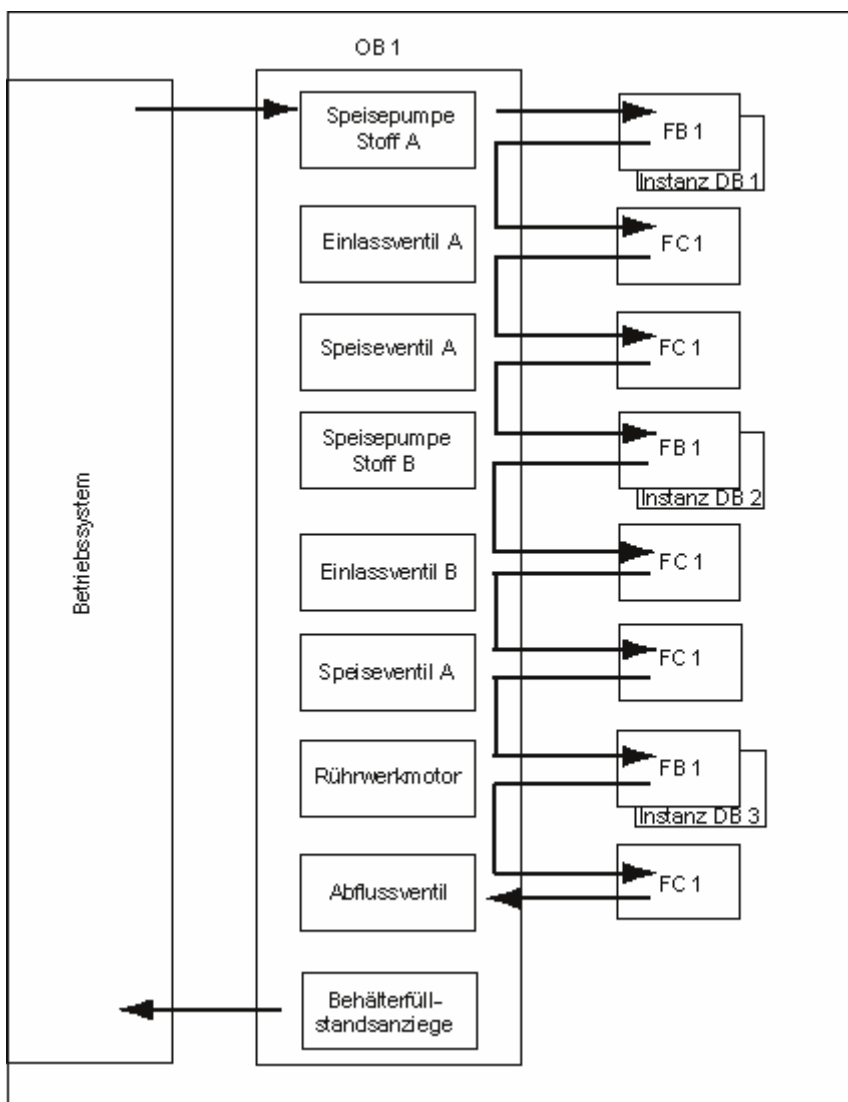 OB 1
Speisepumpe
Stoff A
FB 1
Instanz DB 1
Einlassventil A
FC 1
Speiseventil A
FC 1
Speisepumpe
Stoff B
FB 1
Instanz DB 2
Betriebssystem
Einlassventil B
FC 1
Speiseventil A
FC 1
Rührwerkmotor
FB 1
Instanz DB 3
Abflussventil
FC 1
Behälterfüll-
standsanziege